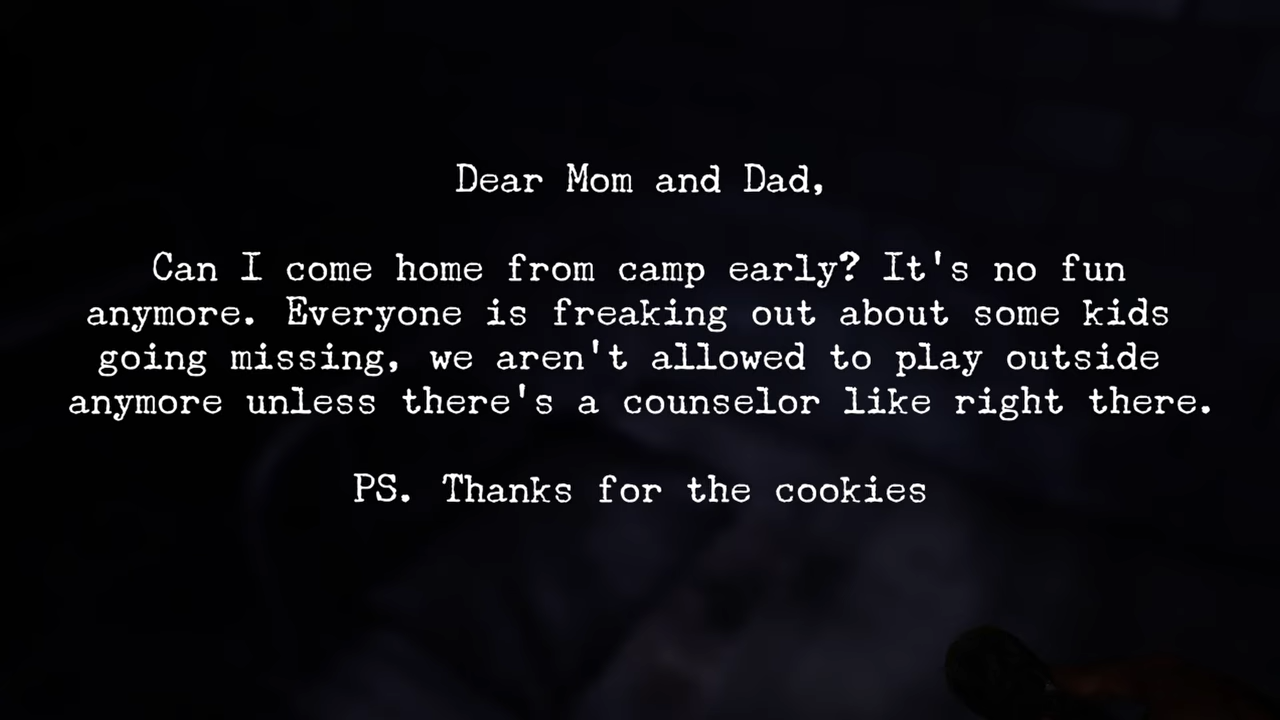 Dear Mom and Dad,
Can I come home from camp early? It's no fun
anymore. Everyone is freaking out about some kids
going missing, we aren't allowed to play outside
anymore unless there's a counselor like right there.
PS. Thanks for the cookies